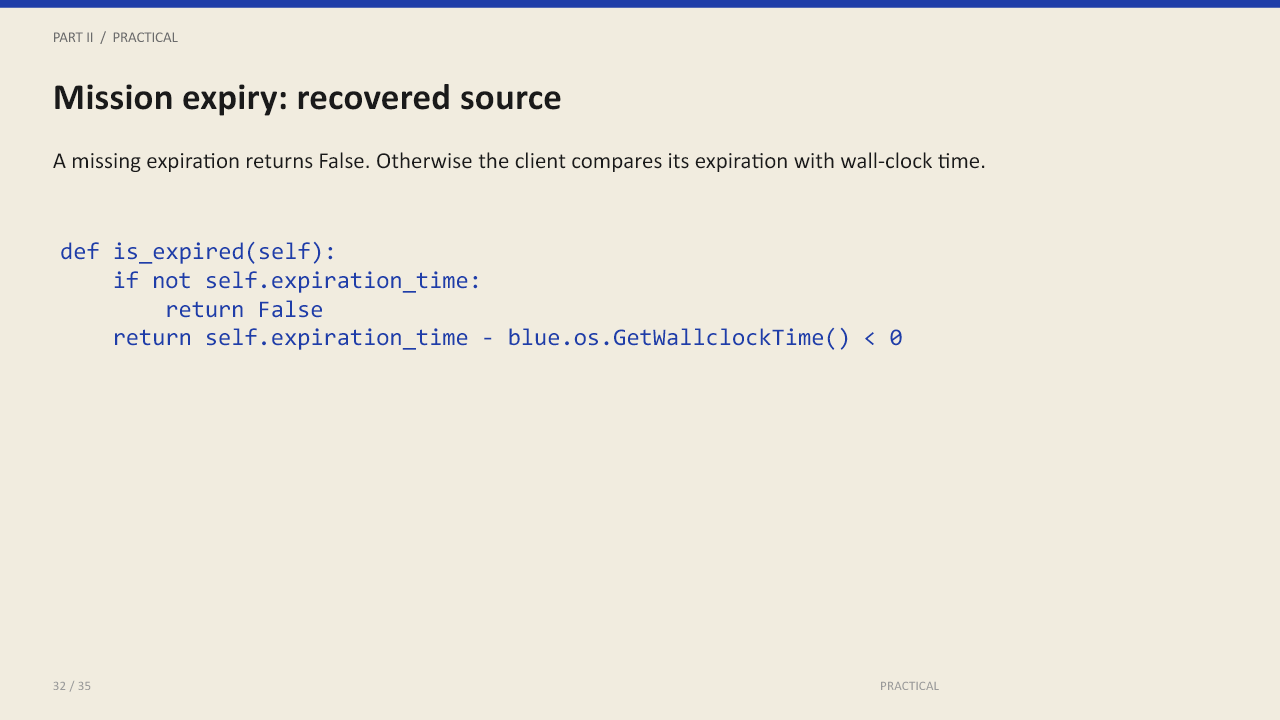 PART II / PRACTICAL
Mission expiry: recovered source
A missing expiration returns False. Otherwise the client compares its expiration with wall-clock time.
def is_expired(self):
    if not self.expiration_time:
        return False
    return self.expiration_time - blue.os.GetWallclockTime() < 0
32 / 35
PRACTICAL